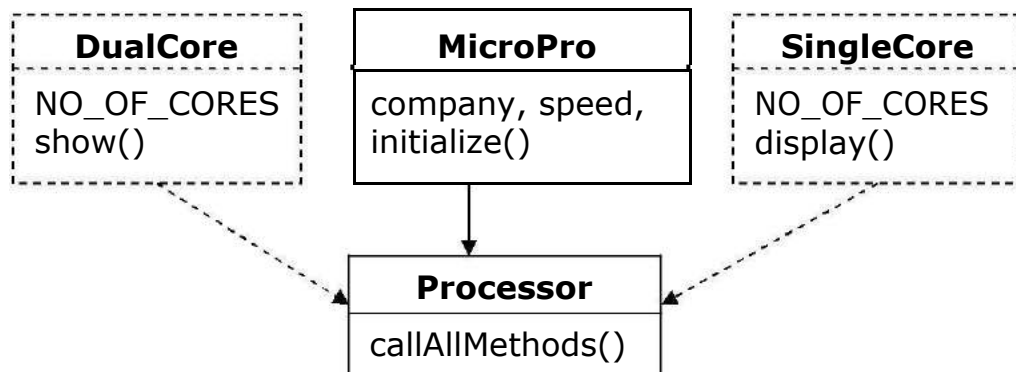 DualCore
NO_OF_CORES
show()
MicroPro
company, speed,
initialize()
SingleCore
NO_OF_CORES
display()
Processor
callAllMethods()